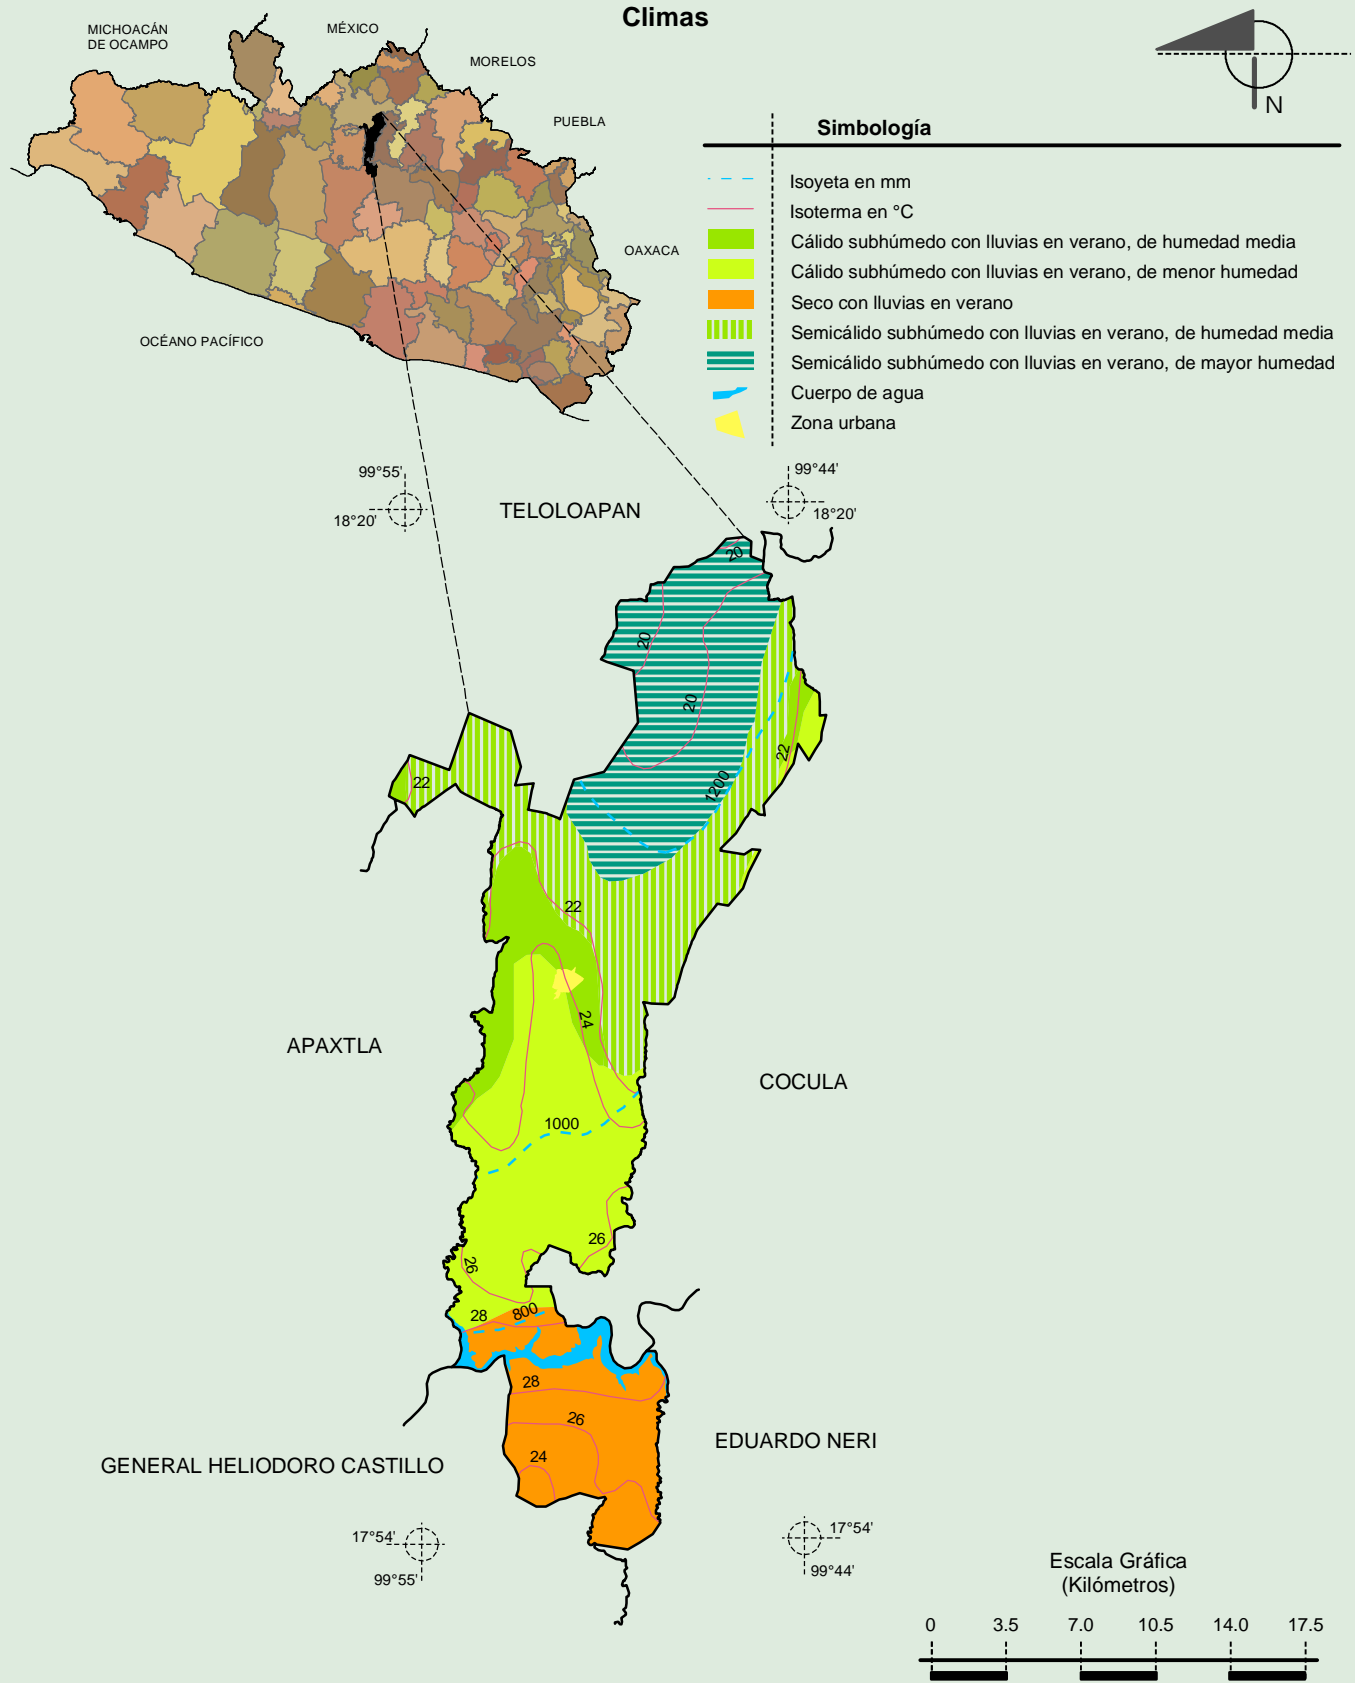 Climas
MICHOACÁN
DE OCAMPO
MÉXICO
MORELOS
PUEBLA
OAXACA
OCÉANO PACÍFICO
N
Simbología
Isoyeta en mm
Isoterma en °C
Cálido subhúmedo con lluvias en verano, de humedad media
Cálido subhúmedo con lluvias en verano, de menor humedad
Seco con lluvias en verano
Semicálido subhúmedo con lluvias en verano, de humedad media
Semicálido subhúmedo con lluvias en verano, de mayor humedad
Cuerpo de agua
Zona urbana
99°55'
18°20'
TELOLOAPAN
99°44'
18°20'
20
20
20
22
1200
22
22
24
APAXTLA
COCULA
1000
26
26
28
800
28
26
24
GENERAL HELIODORO CASTILLO
EDUARDO NERI
17°54'
99°55'
17°54'
99°44'
Escala Gráfica
(Kilómetros)
0 3.5 7.0 10.5 14.0 17.5